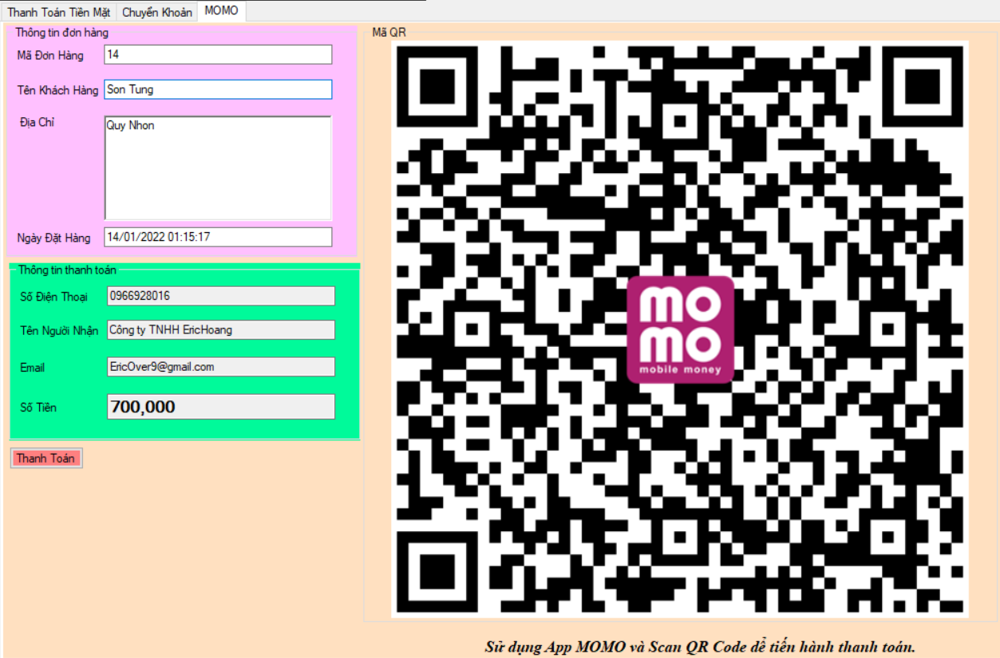 Thanh Toán Tiền Mặt Chuyển Khoản MOMO
Thông tin đơn hàng
Mã Đơn Hàng 14
Tên Khách Hàng Son Tung
Địa Chỉ Quy Nhon
Ngày Đặt Hàng 14/01/2022 01:15:17
Thông tin thanh toán
Số Điện Thoại 0966928016
Tên Người Nhận Công ty TNHH EricHoang
Email EricOver9@gmail.com
Số Tiền 700,000
Thanh Toán
Mã QR
mo
mo
mobile money
Sử dụng App MOMO và Scan QR Code dể tiến hành thanh toán.